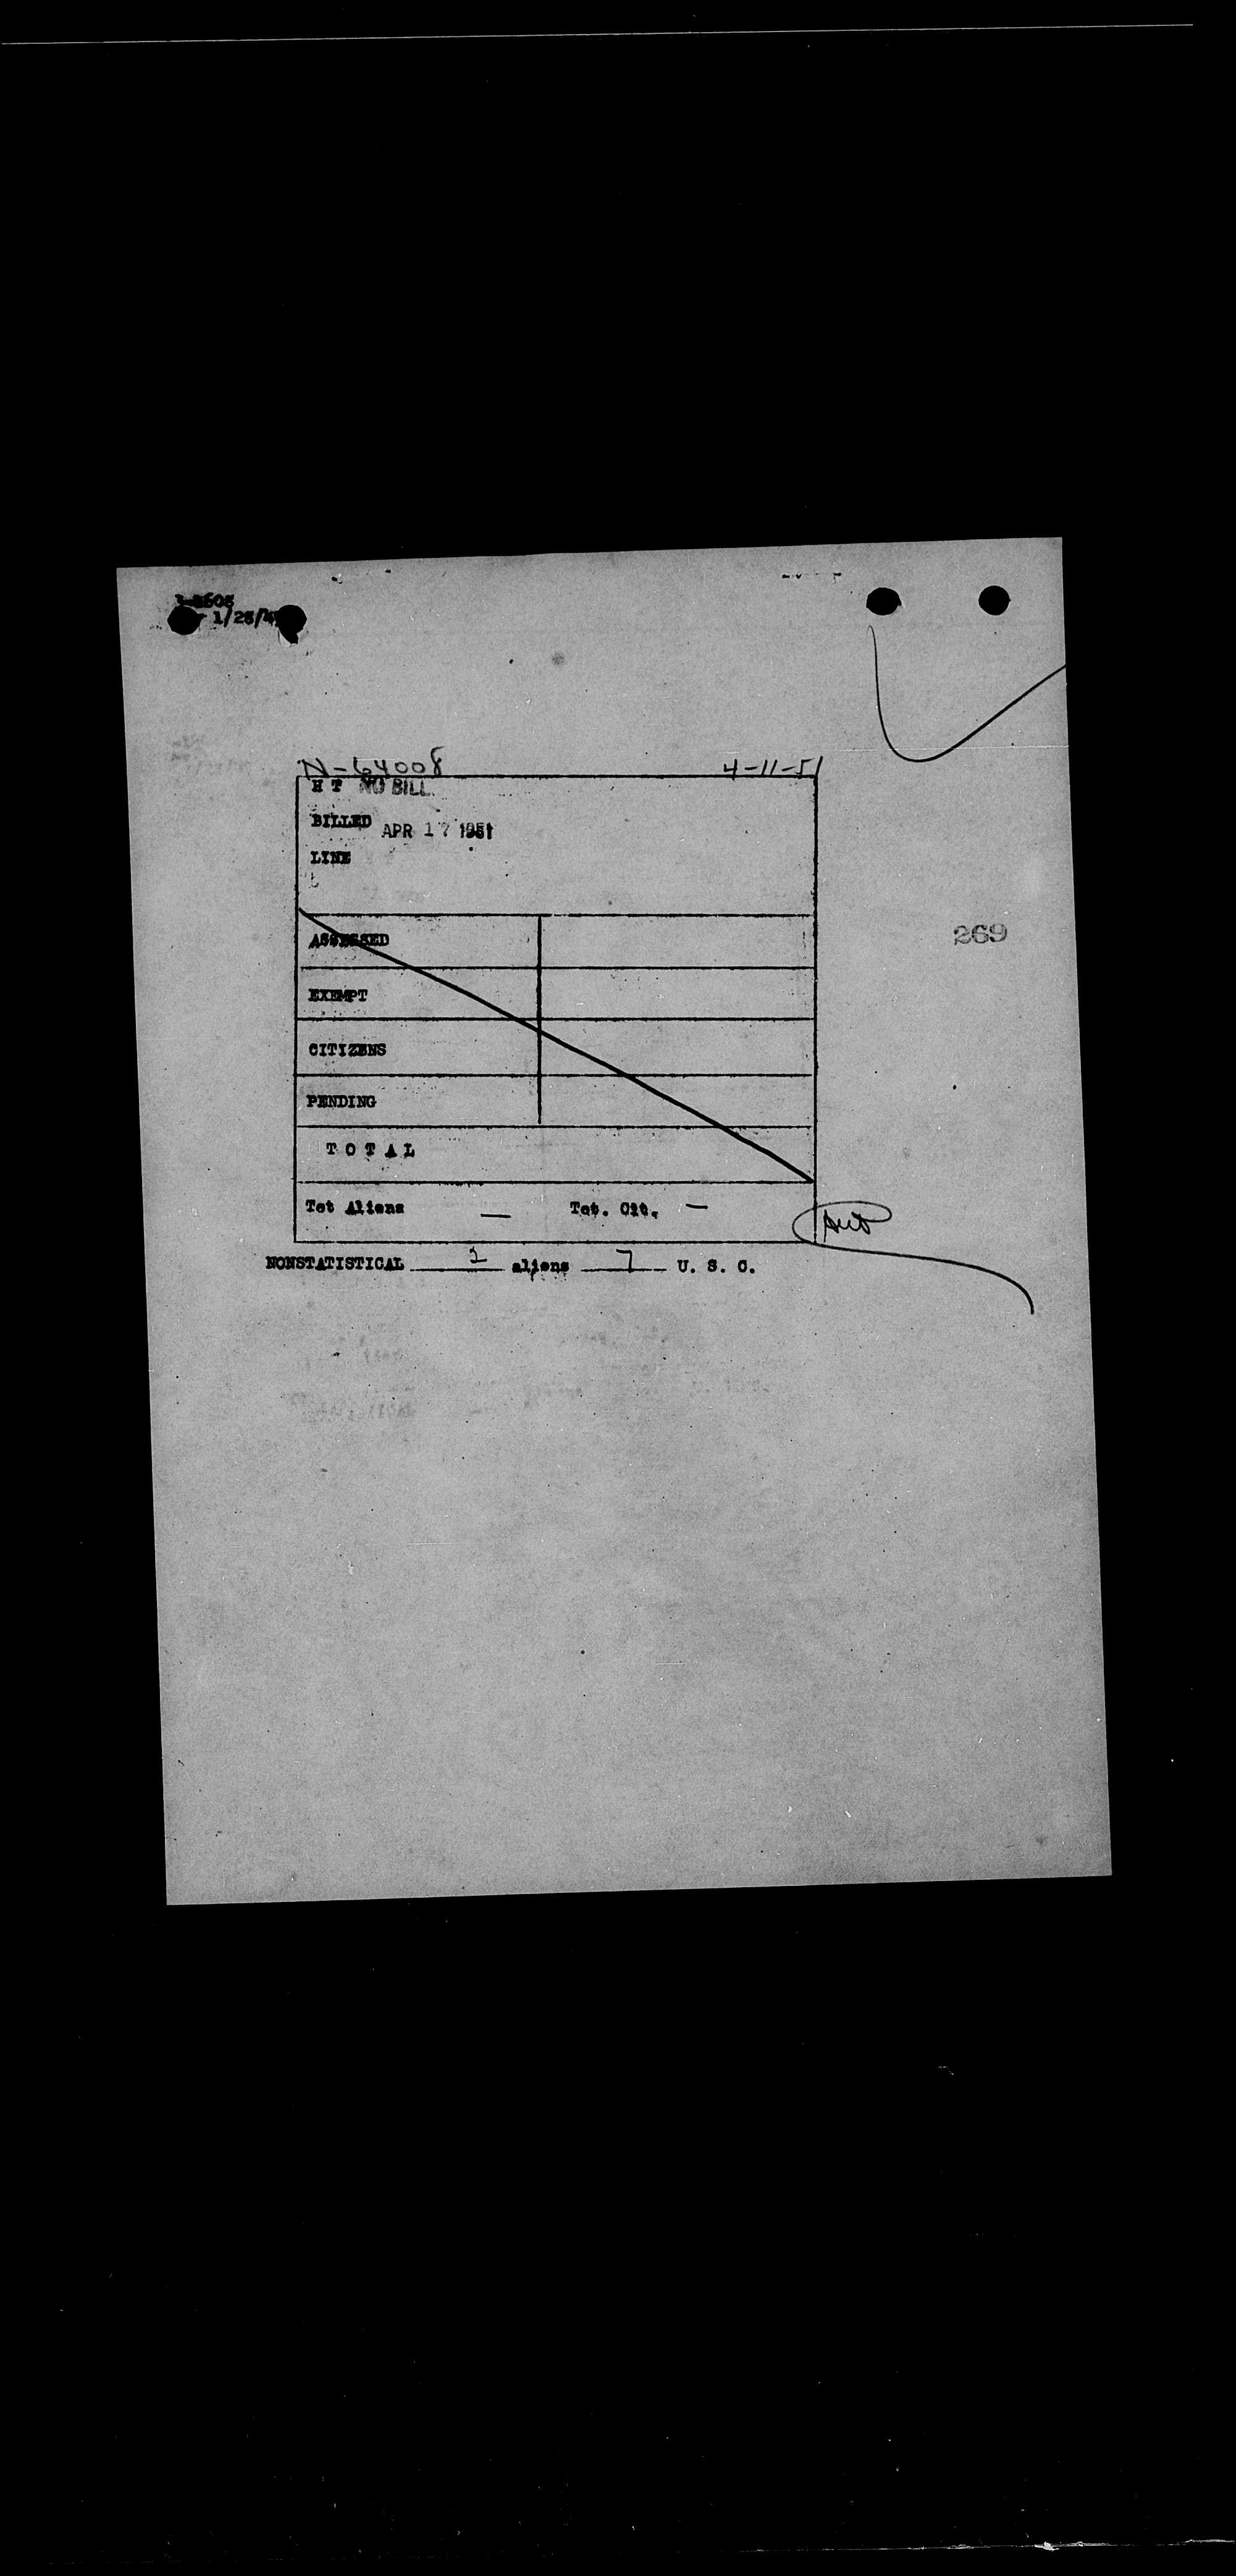 1/25/4
N-64008 4-11-51
H T NO BILL
BILLED APR 17 1951
LINE
ASSESSED
EXEMPT
CITIZENS
PENDING
T O T A L
Tot Aliens — Tot. Cit. —
NONSTATISTICAL 1 aliens 7 U. S. C.
269